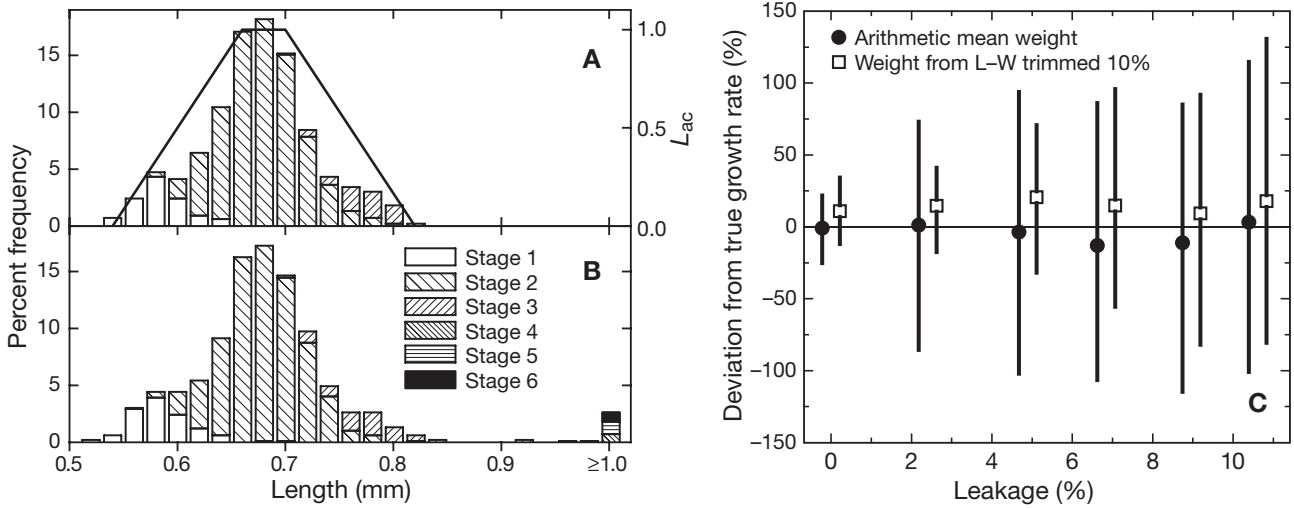 15
10
5
0
Percent frequency
A
1.0
0.5
0.0
L_ac
B
15
10
5
0
Stage 1
Stage 2
Stage 3
Stage 4
Stage 5
Stage 6
0.5 0.6 0.7 0.8 0.9 ≥1.0
Length (mm)
Deviation from true growth rate (%)
150
100
50
25
0
−50
−100
−150
Arithmetic mean weight
Weight from L–W trimmed 10%
C
0 2 4 6 8 10
Leakage (%)